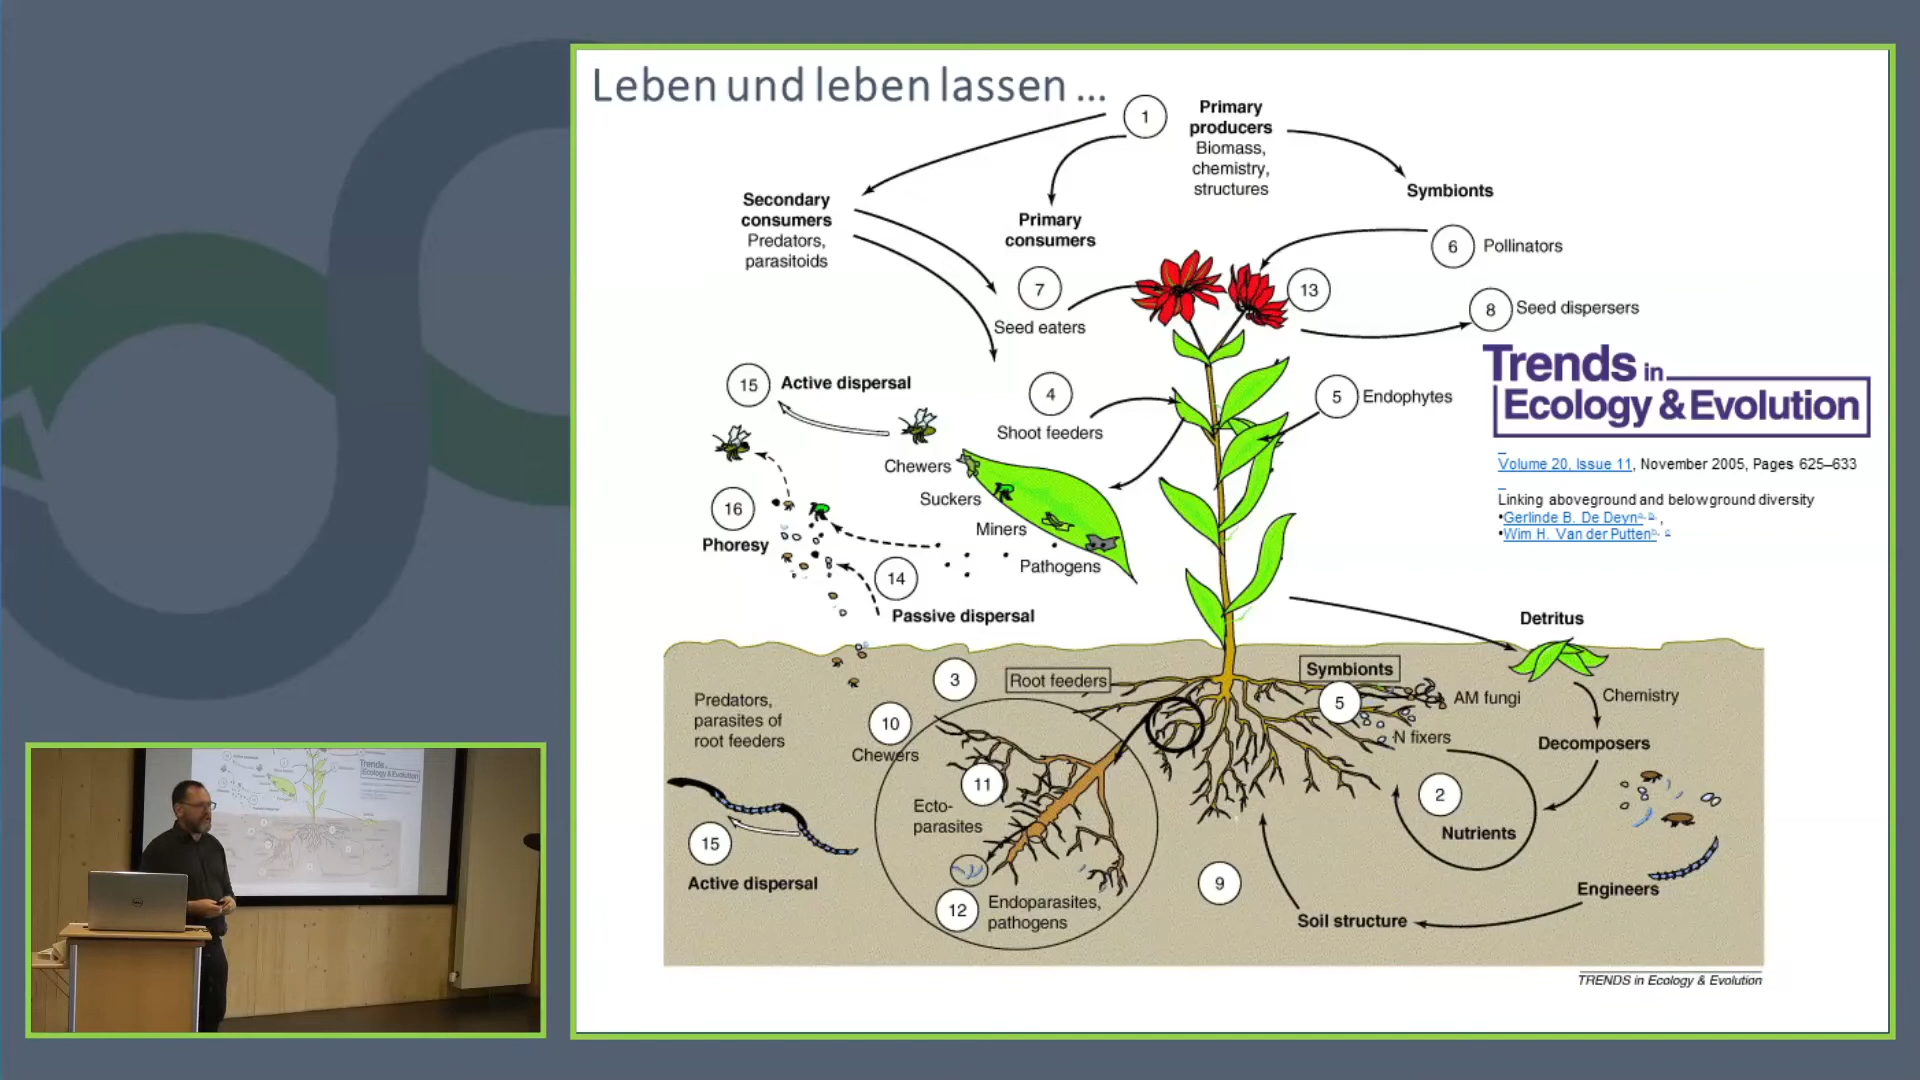 Leben und leben lassen ...
1
Primary
producers
Biomass,
chemistry,
structures
Secondary
consumers
Predators,
parasitoids
Primary
consumers
Symbionts
6
Pollinators
7
Seed eaters
13
8
Seed dispersers
Trends in
Ecology & Evolution
15
Active dispersal
4
Shoot feeders
5
Endophytes
Volume 20, Issue 11, November 2005, Pages 625–633
Linking aboveground and belowground diversity
•Gerlinde B. De Deyn a, b,
•Wim H. Van der Putten b, c
Chewers
Suckers
Miners
Pathogens
16
Phoresy
14
Passive dispersal
Detritus
3
Root feeders
Symbionts
5
AM fungi
N fixers
Chemistry
Decomposers
Predators,
parasites of
root feeders
10
Chewers
11
Ecto-
parasites
12
Endoparasites,
pathogens
15
Active dispersal
2
Nutrients
9
Soil structure
Engineers
TRENDS in Ecology & Evolution